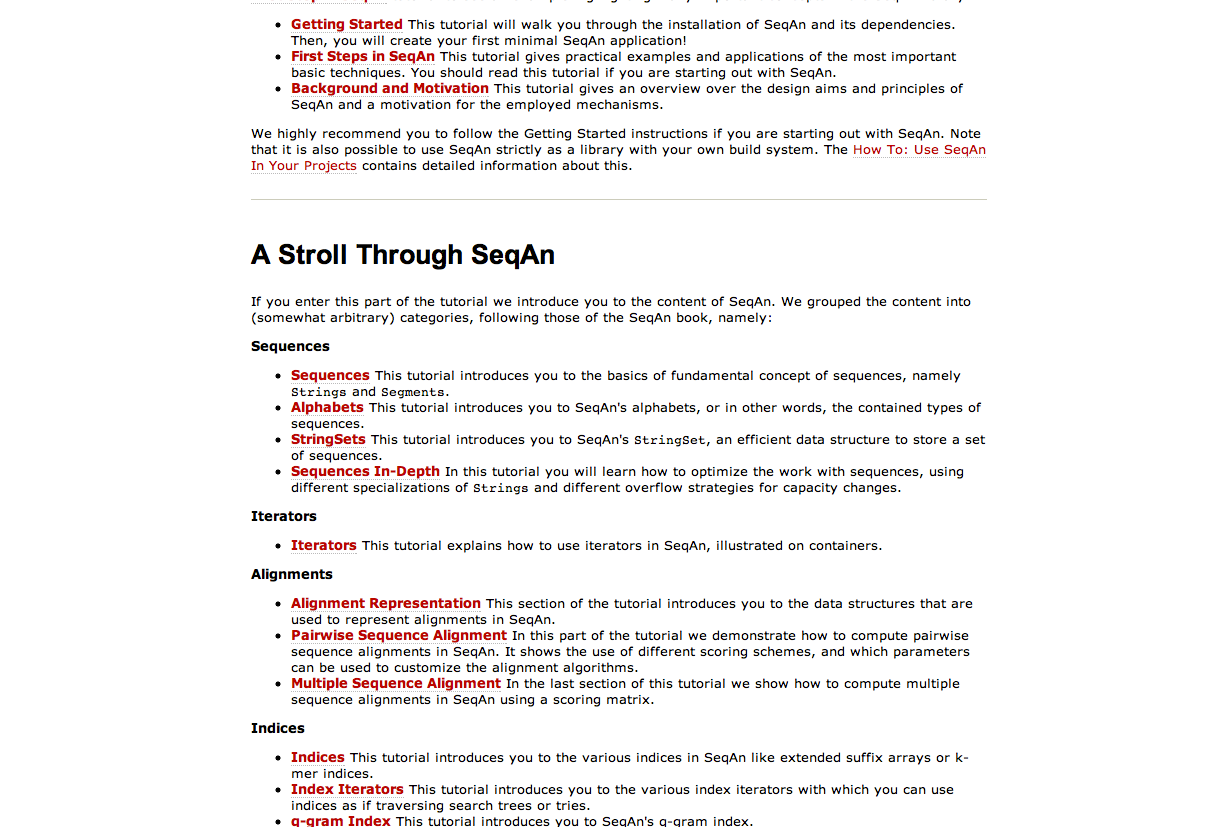 Getting Started This tutorial will walk you through the installation of SeqAn and its dependencies.
Then, you will create your first minimal SeqAn application!
First Steps in SeqAn This tutorial gives practical examples and applications of the most important
basic techniques. You should read this tutorial if you are starting out with SeqAn.
Background and Motivation This tutorial gives an overview over the design aims and principles of
SeqAn and a motivation for the employed mechanisms.
We highly recommend you to follow the Getting Started instructions if you are starting out with SeqAn. Note
that it is also possible to use SeqAn strictly as a library with your own build system. The How To: Use SeqAn
In Your Projects contains detailed information about this.
A Stroll Through SeqAn
If you enter this part of the tutorial we introduce you to the content of SeqAn. We grouped the content into
(somewhat arbitrary) categories, following those of the SeqAn book, namely:
Sequences
Sequences This tutorial introduces you to the basics of fundamental concept of sequences, namely
Strings and Segments.
Alphabets This tutorial introduces you to SeqAn's alphabets, or in other words, the contained types of
sequences.
StringSets This tutorial introduces you to SeqAn's StringSet, an efficient data structure to store a set
of sequences.
Sequences In-Depth In this tutorial you will learn how to optimize the work with sequences, using
different specializations of Strings and different overflow strategies for capacity changes.
Iterators
Iterators This tutorial explains how to use iterators in SeqAn, illustrated on containers.
Alignments
Alignment Representation This section of the tutorial introduces you to the data structures that are
used to represent alignments in SeqAn.
Pairwise Sequence Alignment In this part of the tutorial we demonstrate how to compute pairwise
sequence alignments in SeqAn. It shows the use of different scoring schemes, and which parameters
can be used to customize the alignment algorithms.
Multiple Sequence Alignment In the last section of this tutorial we show how to compute multiple
sequence alignments in SeqAn using a scoring matrix.
Indices
Indices This tutorial introduces you to the various indices in SeqAn like extended suffix arrays or k-
mer indices.
Index Iterators This tutorial introduces you to the various index iterators with which you can use
indices as if traversing search trees or tries.
q-gram Index This tutorial introduces you to SeqAn's q-gram index.